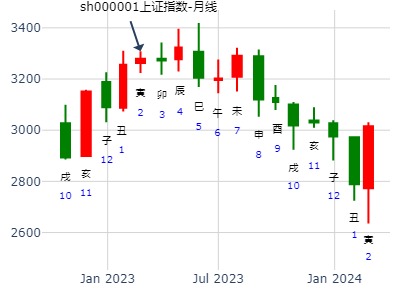 sh000001上证指数-月线
3400
3200
3000
2800
2600
戌
10
亥
11
子
12
丑
1
寅
2
卯
3
辰
4
巳
5
午
6
未
7
申
8
酉
9
戌
10
亥
11
子
12
丑
1
寅
2
Jan 2023
Jul 2023
Jan 2024